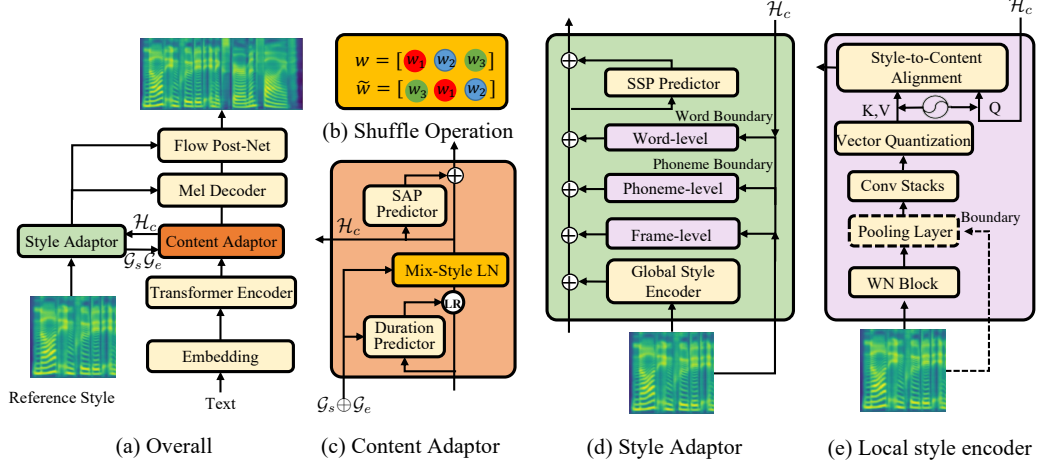 Flow Post-Net
Mel Decoder
ℋc
Style Adaptor
Content Adaptor
𝒢s 𝒢e
Transformer Encoder
Embedding
Reference Style
Text
(a) Overall
w = [ w1 w2 w3 ]
w̃ = [ w3 w1 w2 ]
(b) Shuffle Operation
SAP
Predictor
ℋc
Mix-Style LN
LR
Duration
Predictor
𝒢s⊕𝒢e
(c) Content Adaptor
ℋc
SSP Predictor
Word Boundary
Word-level
Phoneme Boundary
Phoneme-level
Frame-level
Global Style
Encoder
(d) Style Adaptor
ℋc
Style-to-Content
Alignment
K,V
Q
Vector Quantization
Conv Stacks
Boundary
Pooling Layer
WN Block
(e) Local style encoder